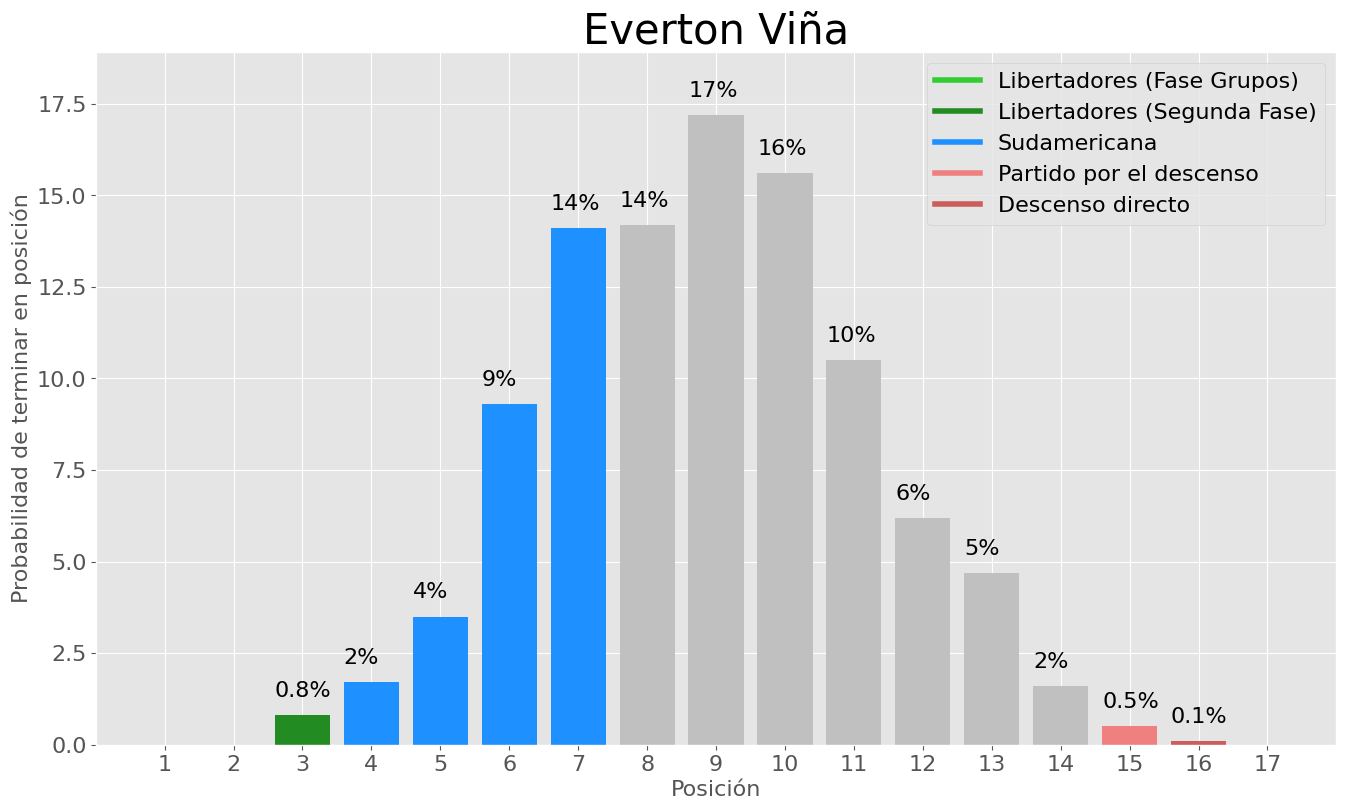 Everton Viña
Libertadores (Fase Grupos)
Libertadores (Segunda Fase)
Sudamericana
Partido por el descenso
Descenso directo
Probabilidad de terminar en posición
17.5
15.0
12.5
10.0
7.5
5.0
2.5
0.0
0.8%
2%
4%
9%
14%
14%
17%
16%
10%
6%
5%
2%
0.5%
0.1%
1 2 3 4 5 6 7 8 9 10 11 12 13 14 15 16 17
Posición